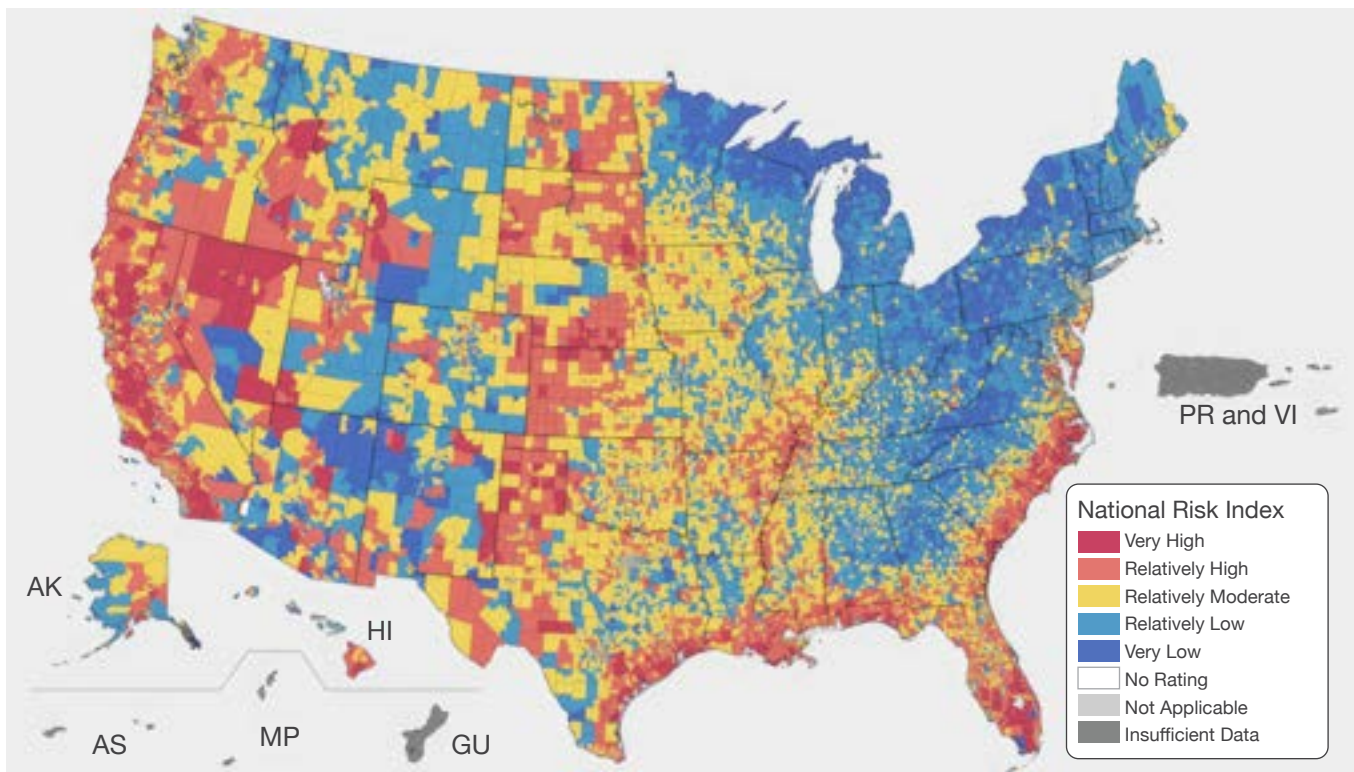 PR and VI
National Risk Index
Very High
Relatively High
Relatively Moderate
Relatively Low
Very Low
No Rating
Not Applicable
Insufficient Data
AK
HI
AS
MP
GU